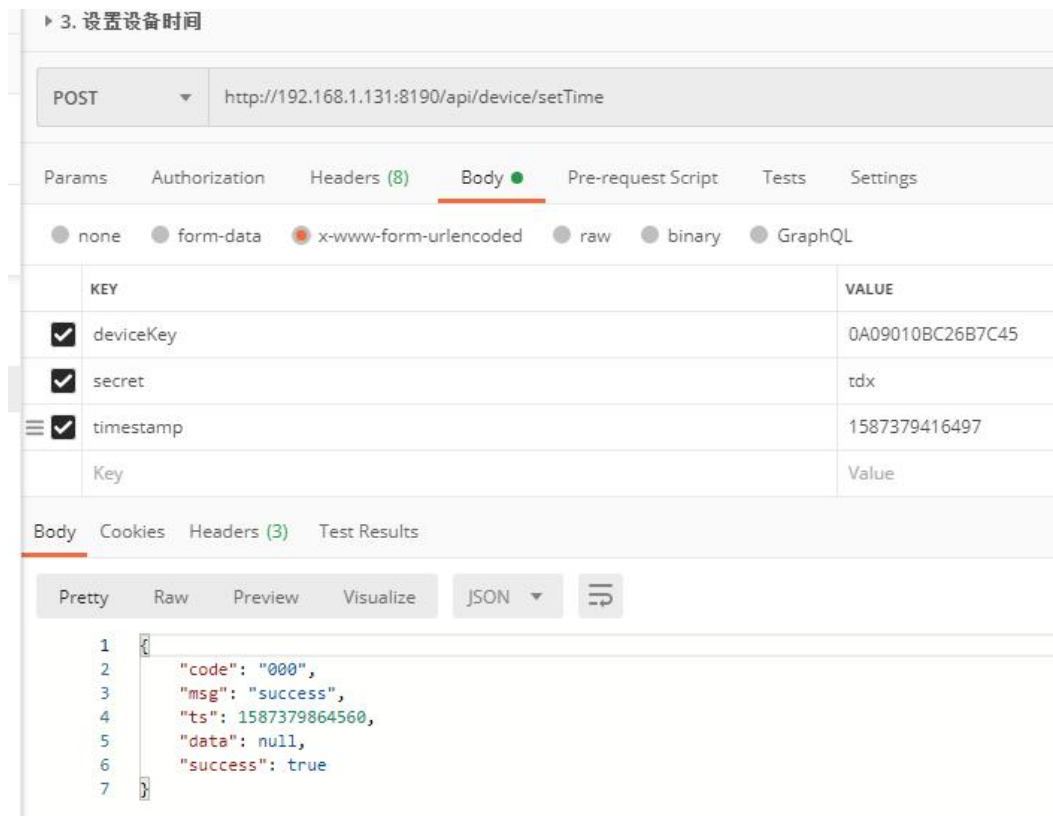 3. 设置设备时间
POST http://192.168.1.131:8190/api/device/setTime
Params Authorization Headers (8) Body Pre-request Script Tests Settings
none form-data x-www-form-urlencoded raw binary GraphQL
KEY VALUE
deviceKey 0A09010BC26B7C45
secret tdx
timestamp 1587379416497
Key Value
Body Cookies Headers (3) Test Results
Pretty Raw Preview Visualize JSON
1 {
2 "code": "000",
3 "msg": "success",
4 "ts": 1587379864560,
5 "data": null,
6 "success": true
7 }